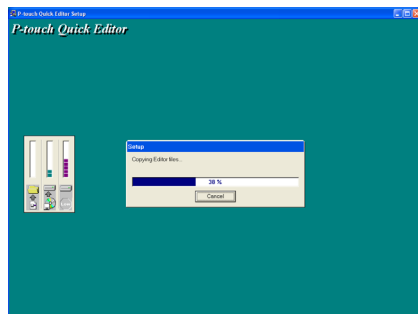 P-touch Quick Editor Setup
P-touch Quick Editor
Setup
Copying Editor files...
38 %
Cancel